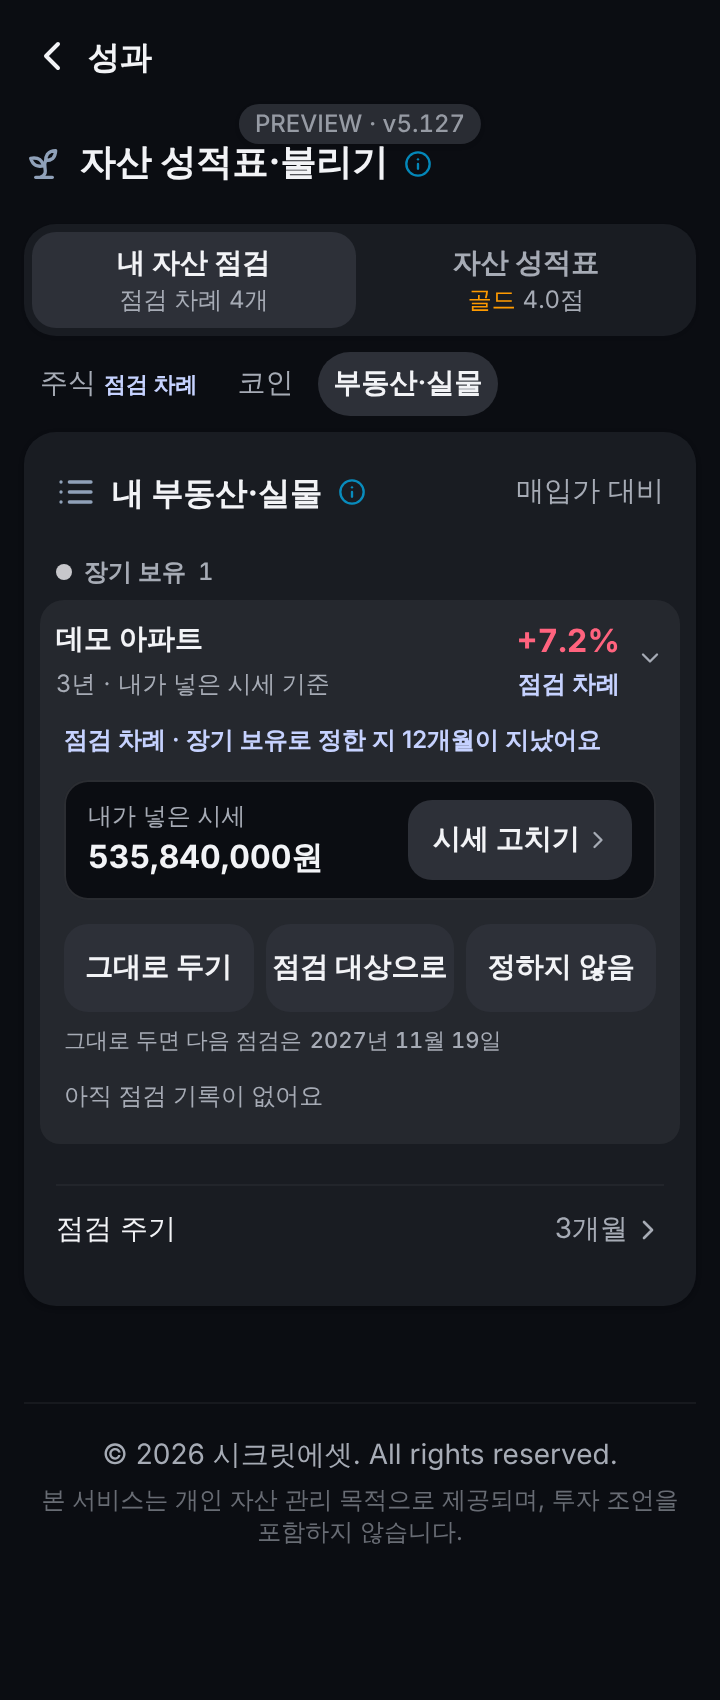 성과
PREVIEW · v5.127
자산 성적표·불리기
내 자산 점검
점검 차례 4개
자산 성적표
골드 4.0점
주식 점검 차례 코인 부동산·실물
내 부동산·실물 매입가 대비
장기 보유 1
데모 아파트 +7.2%
3년 · 내가 넣은 시세 기준 점검 차례
점검 차례 · 장기 보유로 정한 지 12개월이 지났어요
내가 넣은 시세
535,840,000원
시세 고치기
그대로 두기 점검 대상으로 정하지 않음
그대로 두면 다음 점검은 2027년 11월 19일
아직 점검 기록이 없어요
점검 주기 3개월
© 2026 시크릿에셋. All rights reserved.
본 서비스는 개인 자산 관리 목적으로 제공되며, 투자 조언을
포함하지 않습니다.